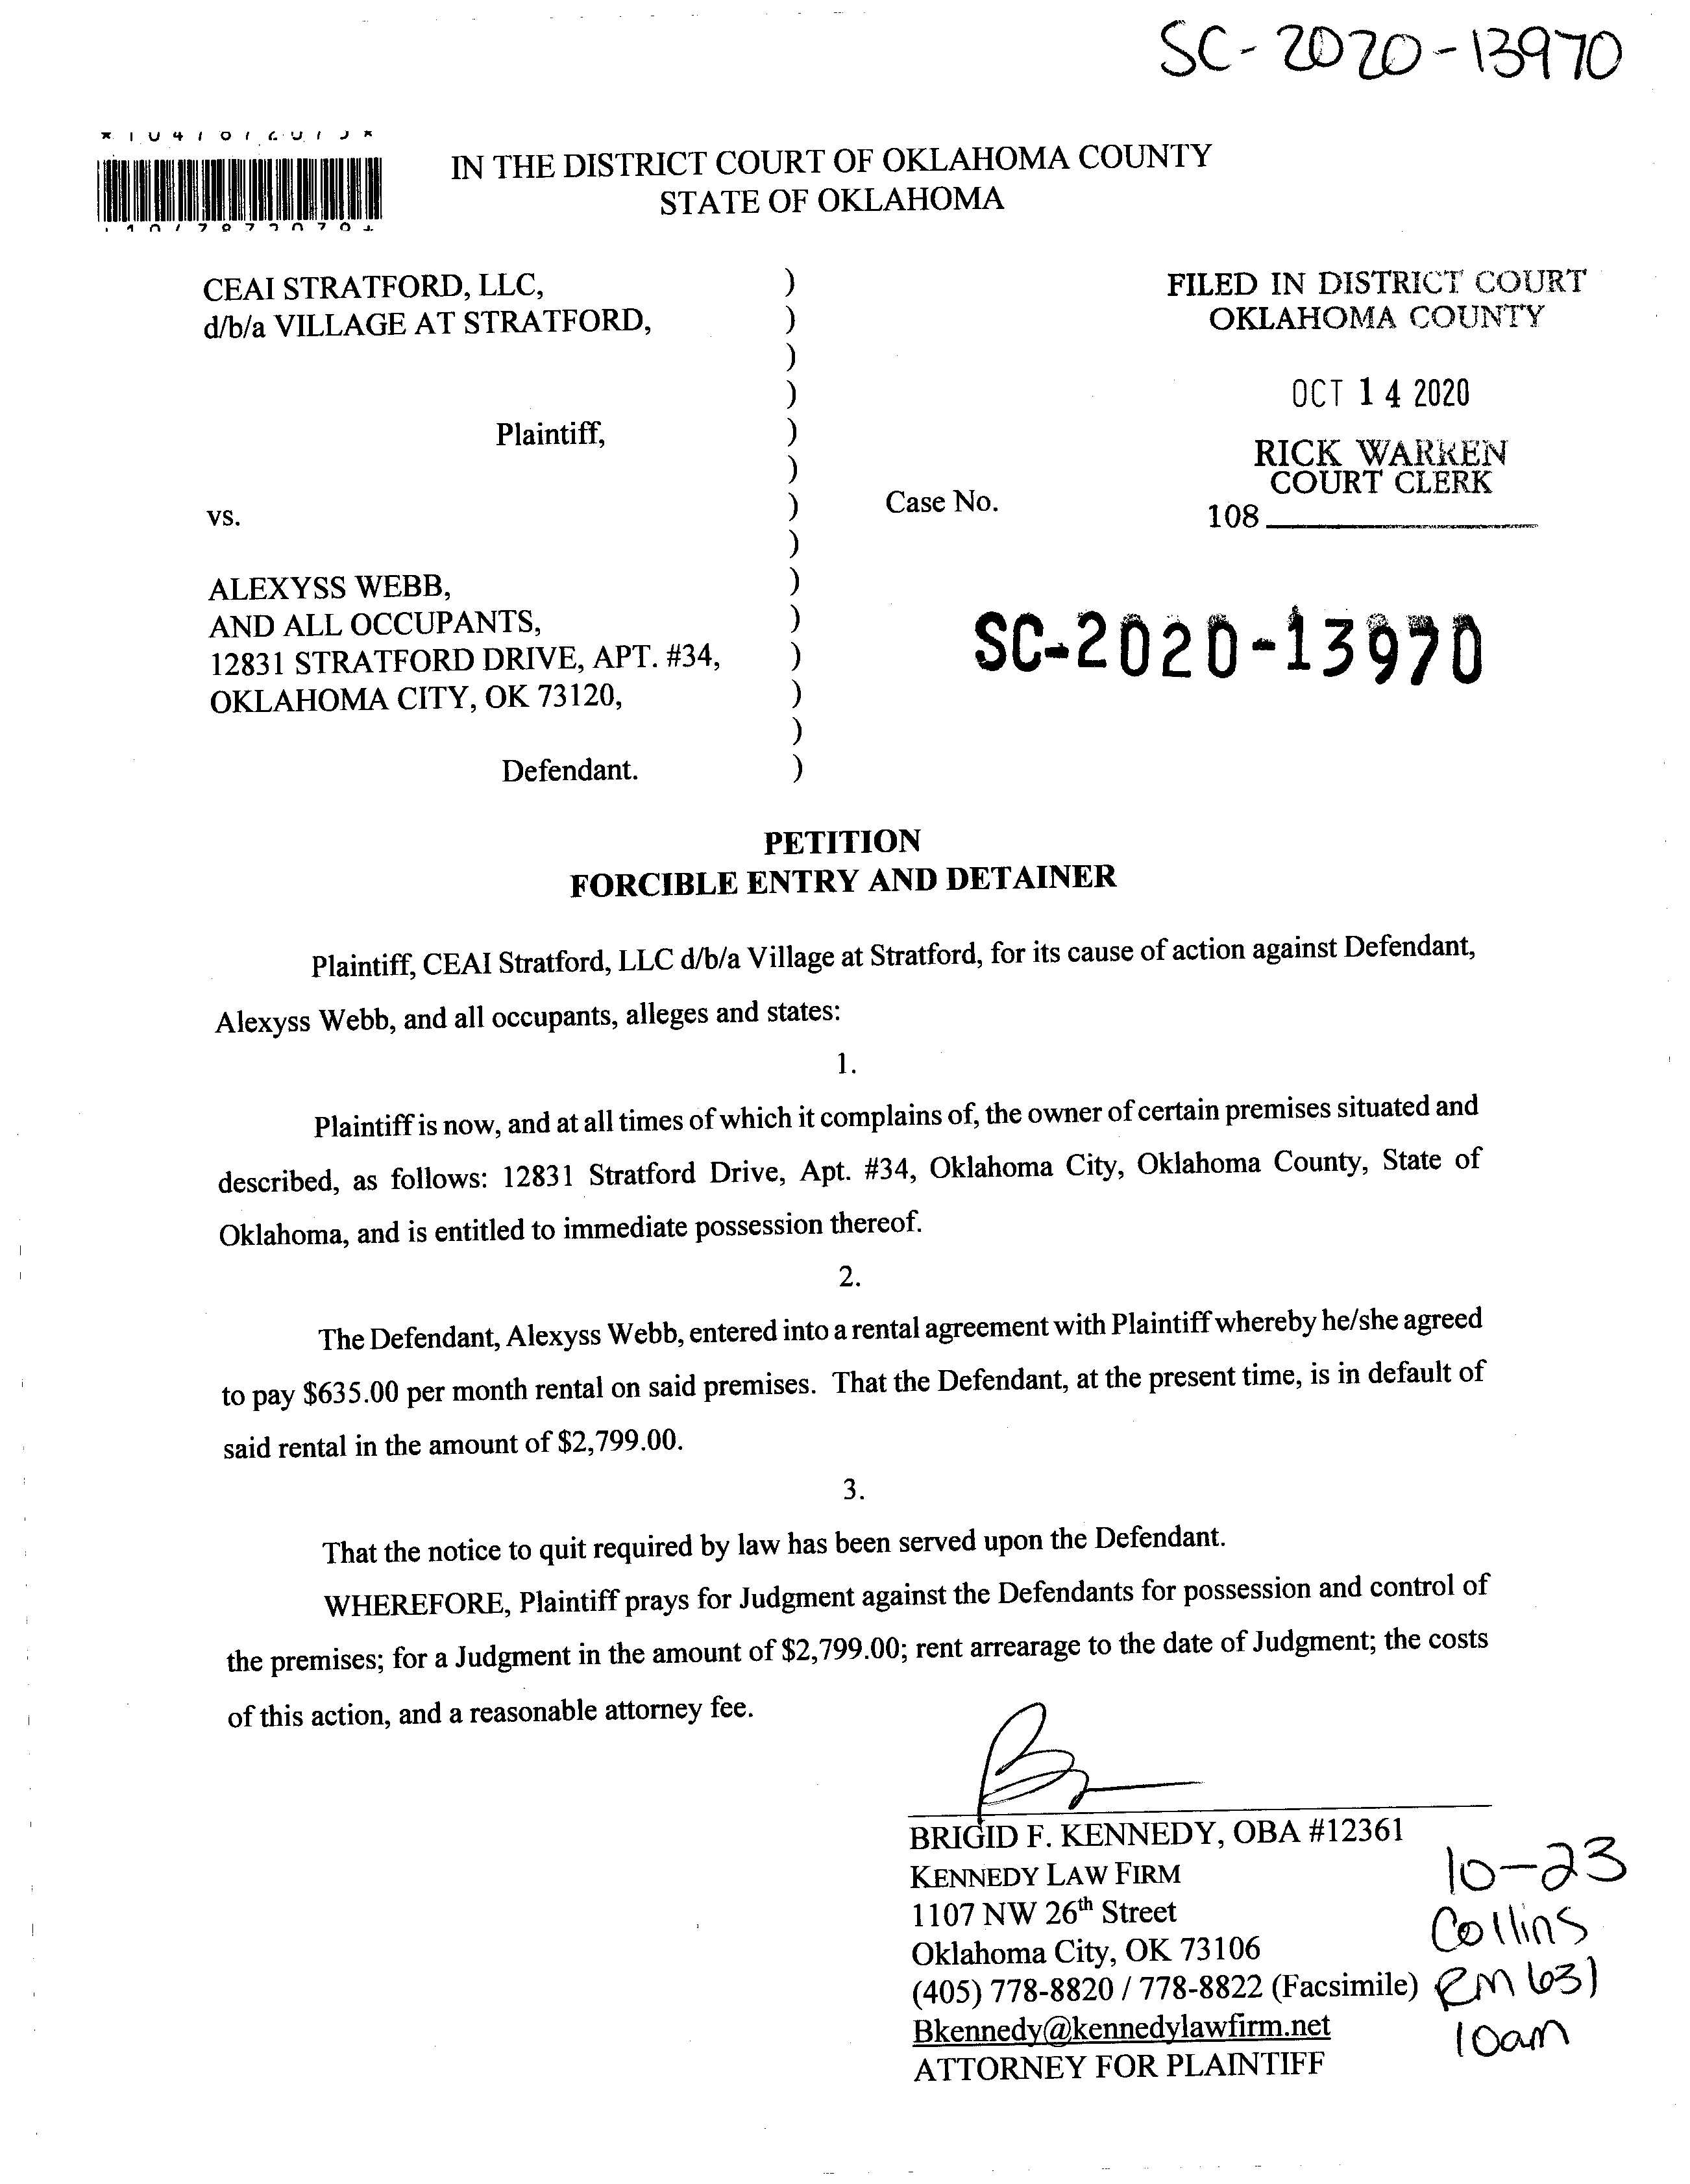 SC-2020-13970
IN THE DISTRICT COURT OF OKLAHOMA COUNTY
STATE OF OKLAHOMA
CEAI STRATFORD, LLC, )
d/b/a VILLAGE AT STRATFORD, )
)
)
Plaintiff, )
)
vs. )
)
ALEXYSS WEBB, )
AND ALL OCCUPANTS, )
12831 STRATFORD DRIVE, APT. #34, )
OKLAHOMA CITY, OK 73120, )
)
Defendant. )
Case No.
FILED IN DISTRICT COURT
OKLAHOMA COUNTY
OCT 14 2020
RICK WARREN
COURT CLERK
108
SC-2020-13970
PETITION
FORCIBLE ENTRY AND DETAINER
Plaintiff, CEAI Stratford, LLC d/b/a Village at Stratford, for its cause of action against Defendant,
Alexyss Webb, and all occupants, alleges and states:
1.
Plaintiff is now, and at all times of which it complains of, the owner of certain premises situated and
described, as follows: 12831 Stratford Drive, Apt. #34, Oklahoma City, Oklahoma County, State of
Oklahoma, and is entitled to immediate possession thereof.
2.
The Defendant, Alexyss Webb, entered into a rental agreement with Plaintiff whereby he/she agreed
to pay $635.00 per month rental on said premises. That the Defendant, at the present time, is in default of
said rental in the amount of $2,799.00.
3.
That the notice to quit required by law has been served upon the Defendant.
WHEREFORE, Plaintiff prays for Judgment against the Defendants for possession and control of
the premises; for a Judgment in the amount of $2,799.00; rent arrearage to the date of Judgment; the costs
of this action, and a reasonable attorney fee.
BRIGID F. KENNEDY, OBA #12361
KENNEDY LAW FIRM
1107 NW 26th Street
Oklahoma City, OK 73106
(405) 778-8820 / 778-8822 (Facsimile)
Bkennedy@kennedylawfirm.net
ATTORNEY FOR PLAINTIFF
10-23
Collins
RM 631
10am